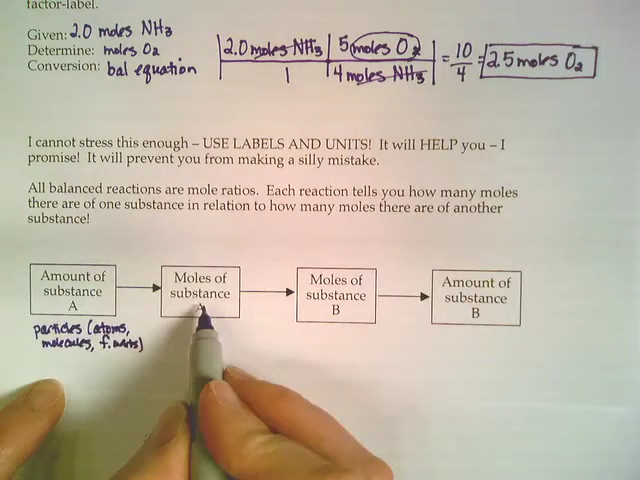 factor-label.
Given: 2.0 moles NH3
Determine: moles O2
Conversion: bal equation
2.0 moles NH3 | 5 moles O2
1 | 4 moles NH3
= 10/4 = 2.5 moles O2
I cannot stress this enough – USE LABELS AND UNITS! It will HELP you – I
promise! It will prevent you from making a silly mistake.
All balanced reactions are mole ratios. Each reaction tells you how many moles
there are of one substance in relation to how many moles there are of another
substance!
Amount of
substance
A
Moles of
substance
A
Moles of
substance
B
Amount of
substance
B
particles (atoms,
molecules, f. units)